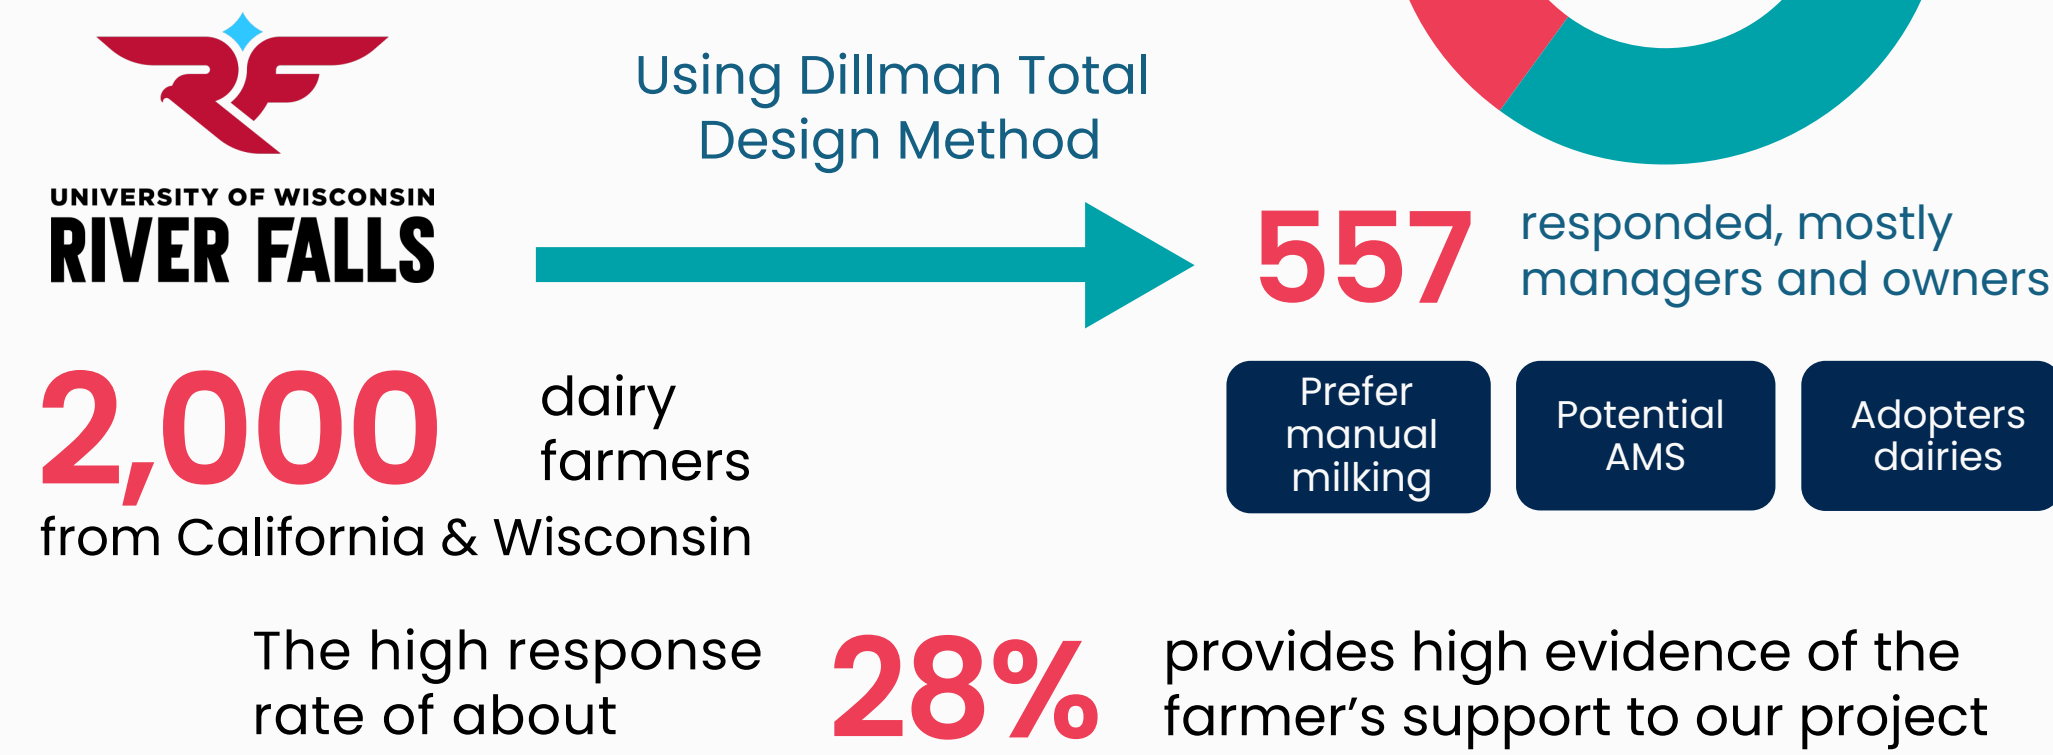 UNIVERSITY OF WISCONSIN
RIVER FALLS
Using Dillman Total
Design Method
557
responded, mostly
managers and owners
2,000
dairy
farmers
from California & Wisconsin
Prefer
manual
milking
Potential
AMS
Adopters
dairies
The high response
rate of about
28%
provides high evidence of the
farmer's support to our project